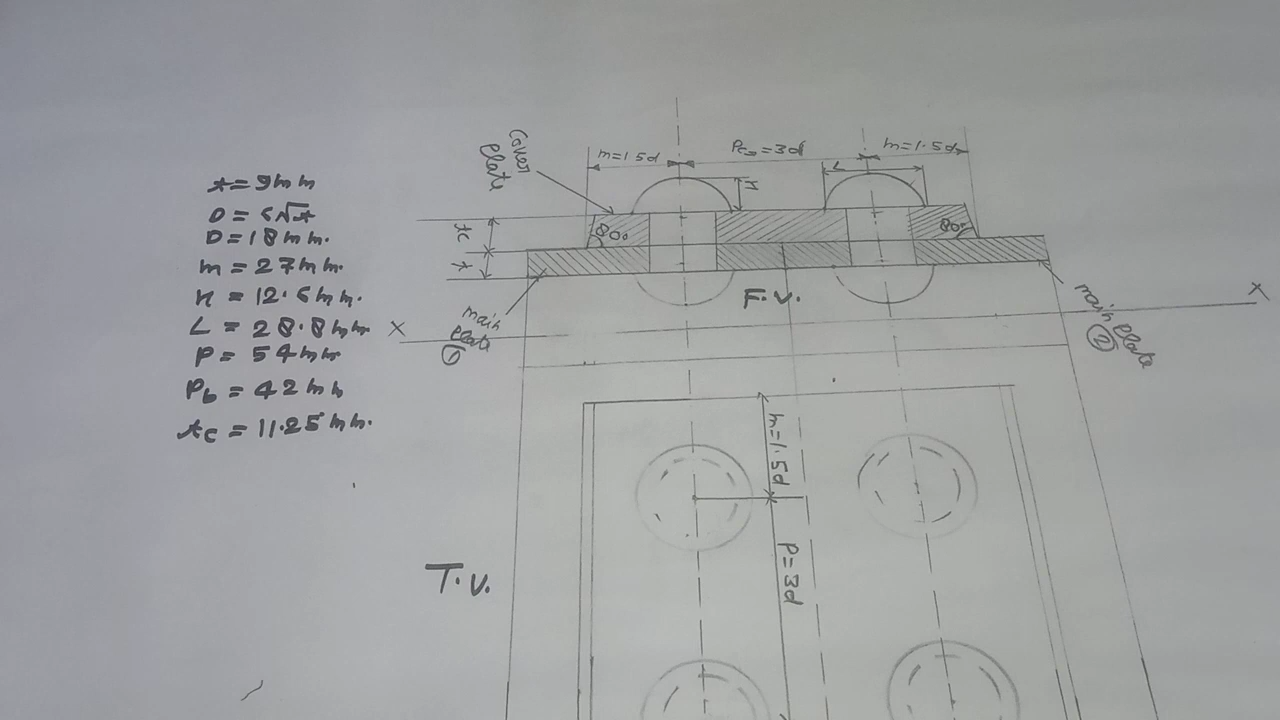 t = 9mm
D = 6√t
D = 18mm.
m = 27mm.
H = 12.6mm.
L = 28.8mm
P = 54mm
Pb = 42mm
tc = 11.25mm.
Cover
plate
m=1.5d
Pc=3d
m=1.5d
L
H
tc
t
80°
80°
F.V.
X
X
main
plate
①
main plate
②
m=1.5d
P=3d
T.V.